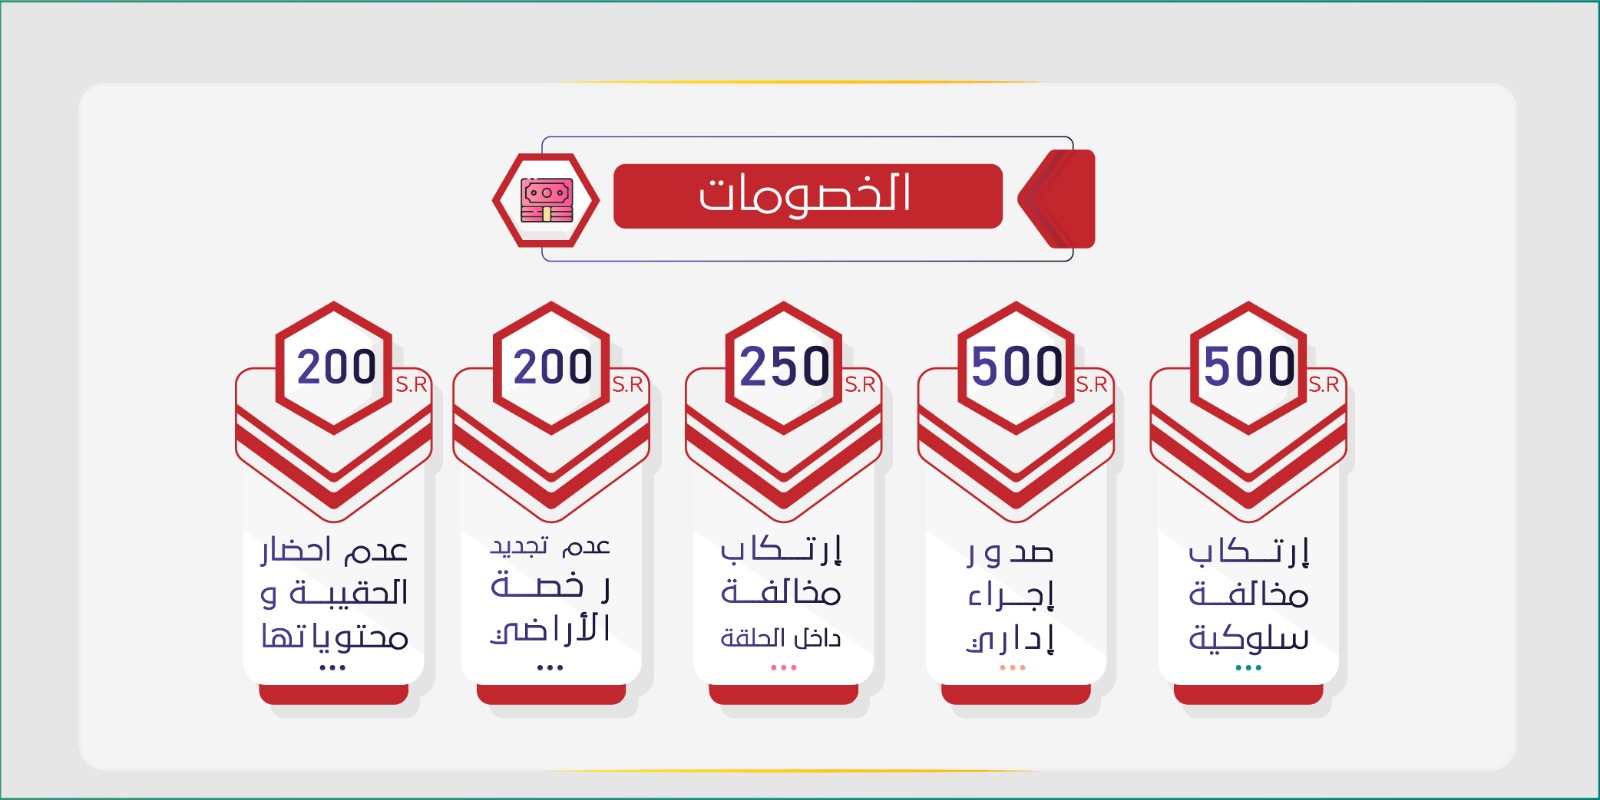 الخصومات
500
S.R
إرتكاب
مخالفة
سلوكية
500
S.R
صدور
إجراء
إداري
250
S.R
إرتكاب
مخالفة
داخل الحلقة
200
S.R
عدم تجديد
رخصة
الأراضي
200
S.R
عدم احضار
الحقيبة و
محتوياتها